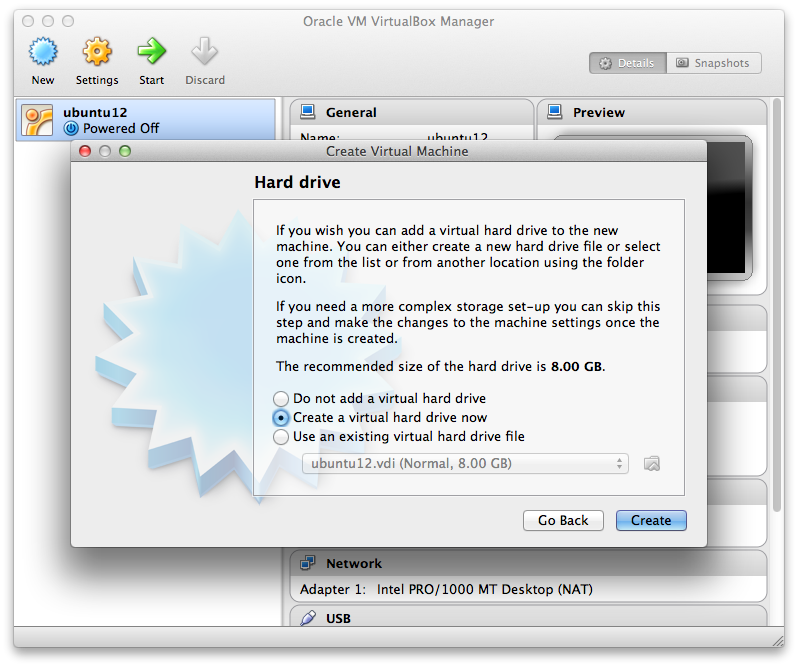 Oracle VM VirtualBox Manager
New Settings Start Discard
Details Snapshots
ubuntu12
Powered Off
General
Name: ubuntu12
Preview
Create Virtual Machine
Hard drive
If you wish you can add a virtual hard drive to the new
machine. You can either create a new hard drive file or select
one from the list or from another location using the folder
icon.
If you need a more complex storage set-up you can skip this
step and make the changes to the machine settings once the
machine is created.
The recommended size of the hard drive is 8.00 GB.
Do not add a virtual hard drive
Create a virtual hard drive now
Use an existing virtual hard drive file
ubuntu12.vdi (Normal, 8.00 GB)
Go Back Create
Network
Adapter 1: Intel PRO/1000 MT Desktop (NAT)
USB